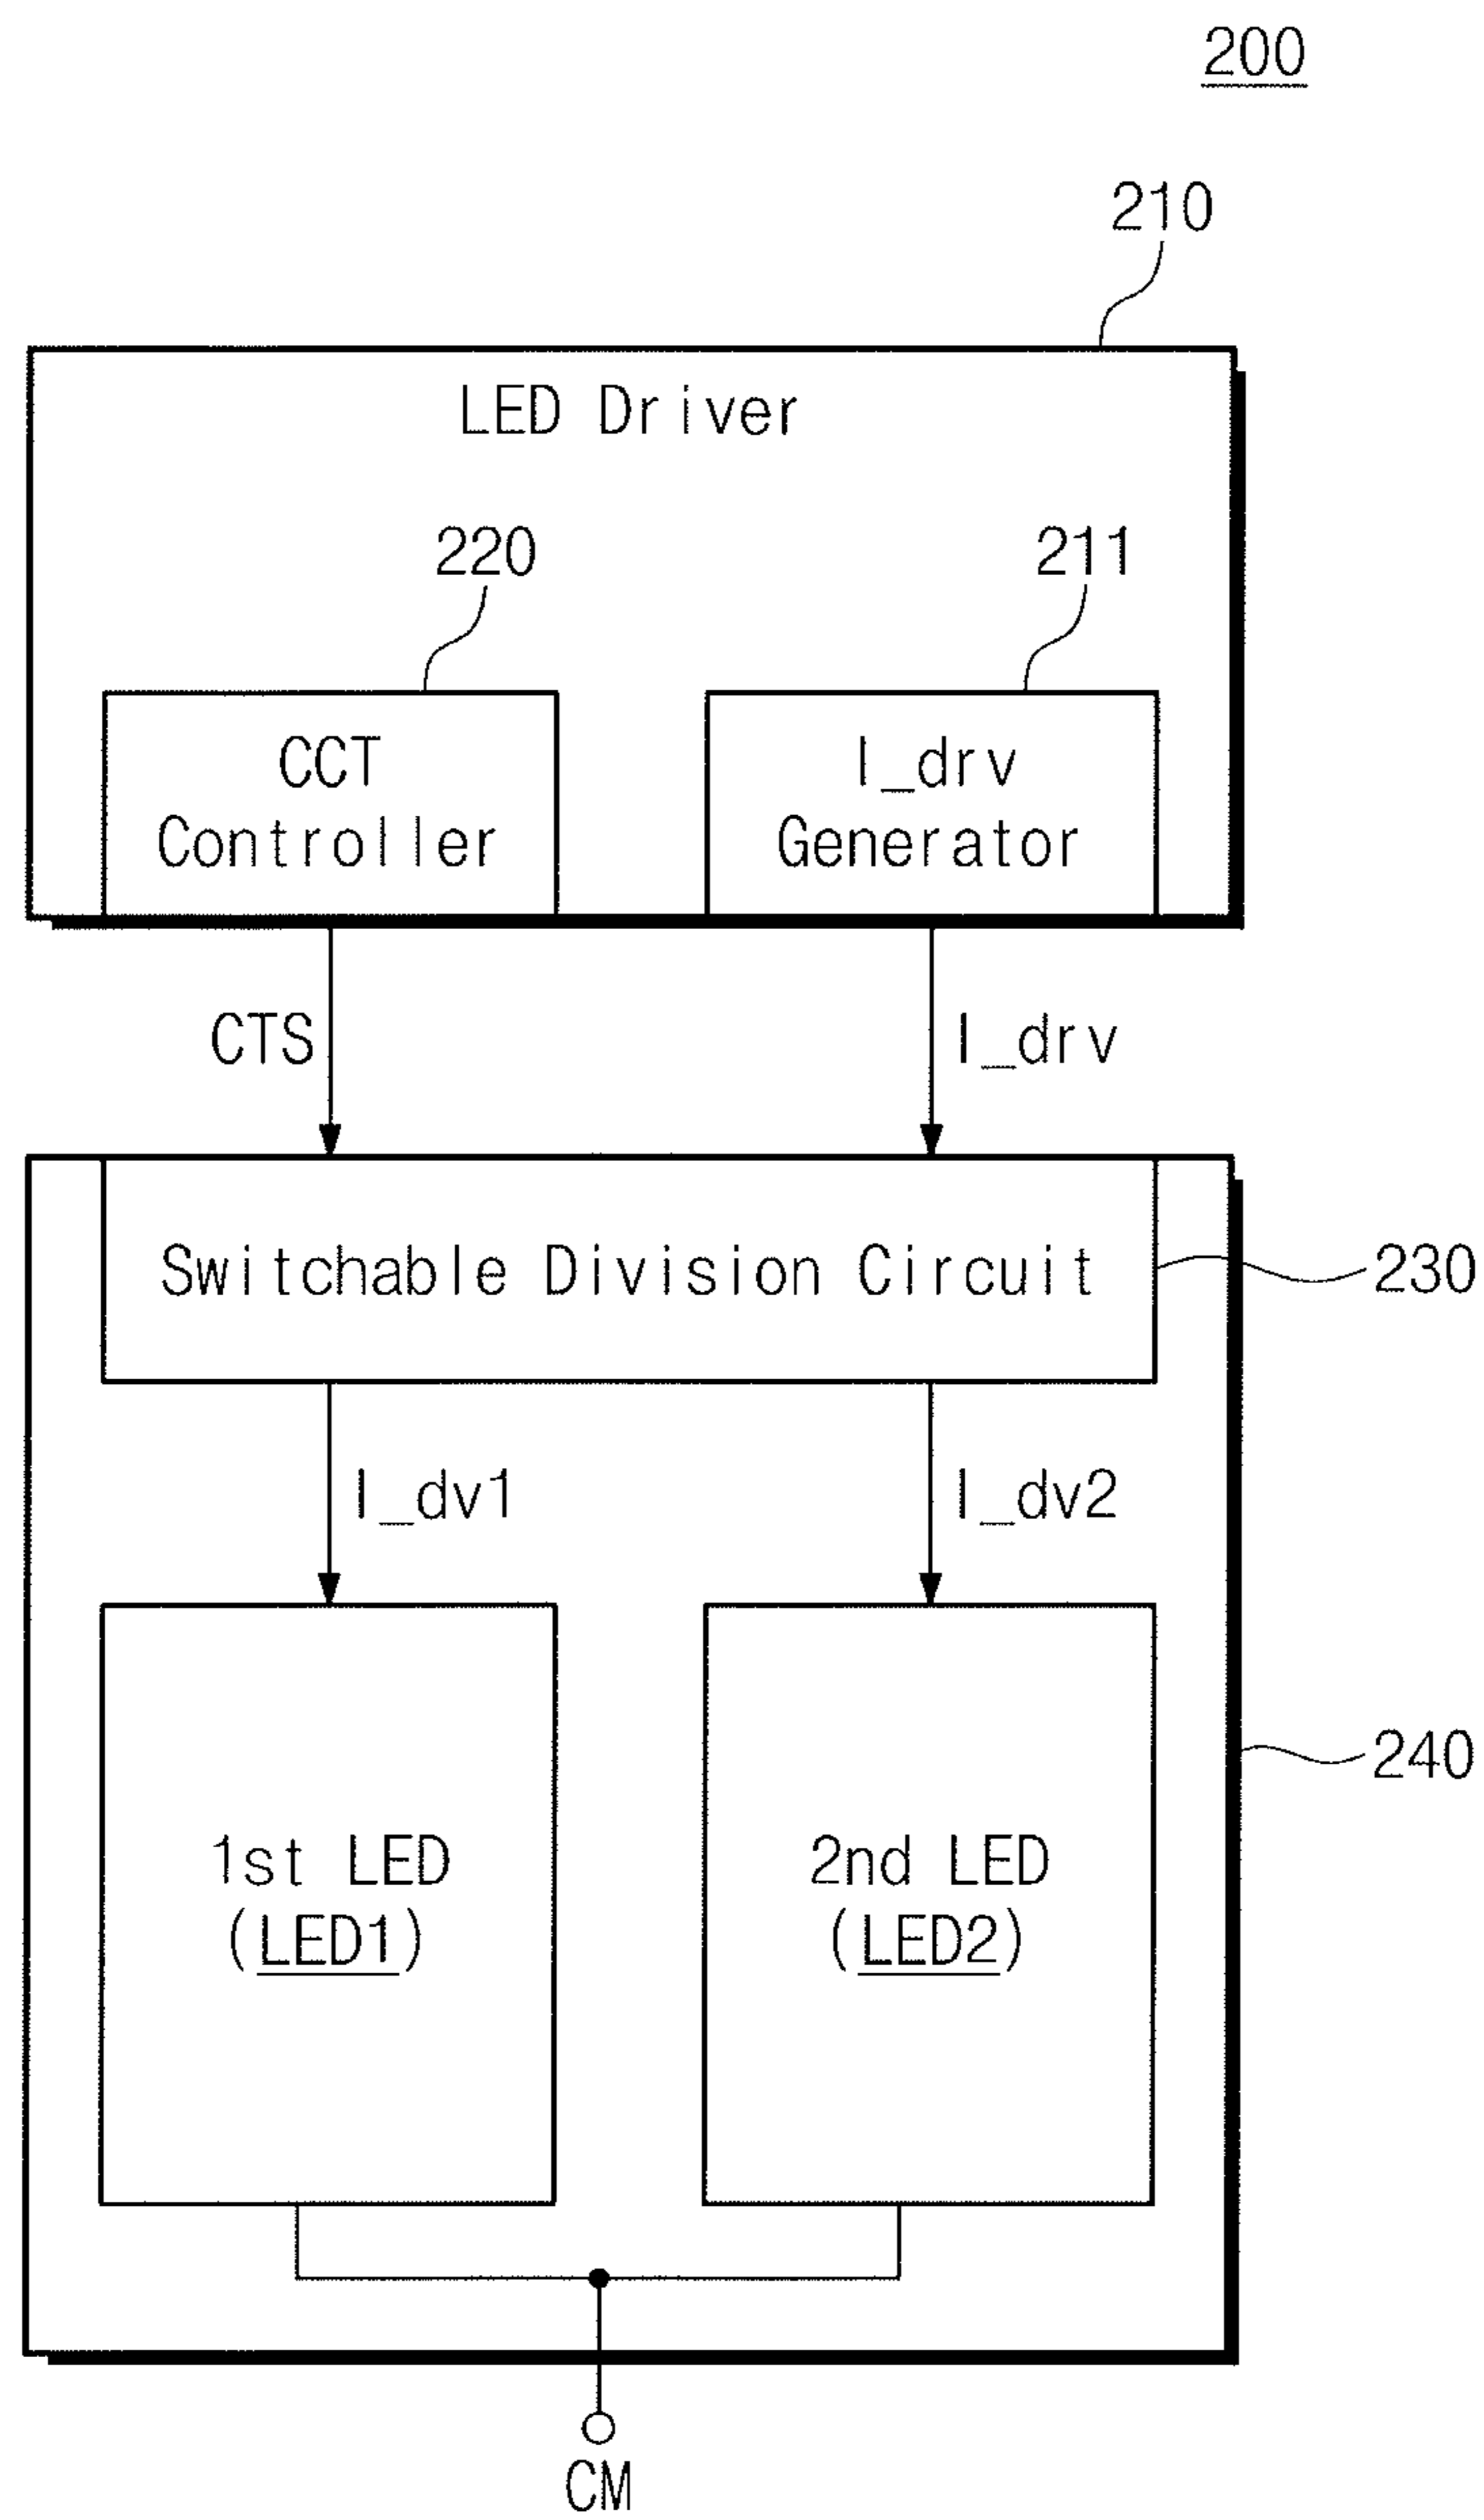 200
210
LED Driver
220
211
CCT
Controller
I_drv
Generator
CTS
I_drv
Switchable Division Circuit
230
I_dv1
I_dv2
240
1st LED
(LED1)
2nd LED
(LED2)
CM